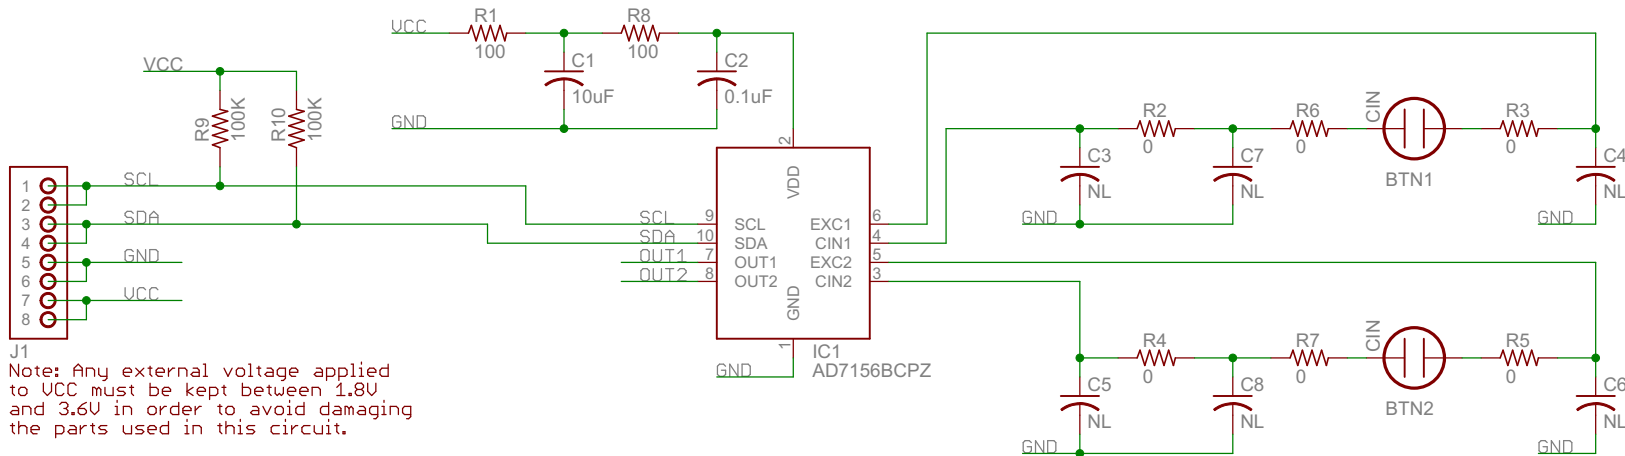 VCC
R1
100
R8
100
C1
10uF
C2
0.1uF
GND
VCC
R9
100K
R10
100K
1
2
3
4
5
6
7
8
SCL
SDA
GND
VCC
J1
Note: Any external voltage applied
to VCC must be kept between 1.8V
and 3.6V in order to avoid damaging
the parts used in this circuit.
SCL
SDA
OUT1
OUT2
9
10
7
8
2
VDD
SCL
SDA
OUT1
OUT2
EXC1
CIN1
EXC2
CIN2
GND
1
6
4
5
3
GND
IC1
AD7156BCPZ
R2
0
R6
0
CIN
BTN1
R3
0
C3
NL
C7
NL
C4
NL
GND
GND
R4
0
R7
0
CIN
BTN2
R5
0
C5
NL
C8
NL
C6
NL
GND
GND